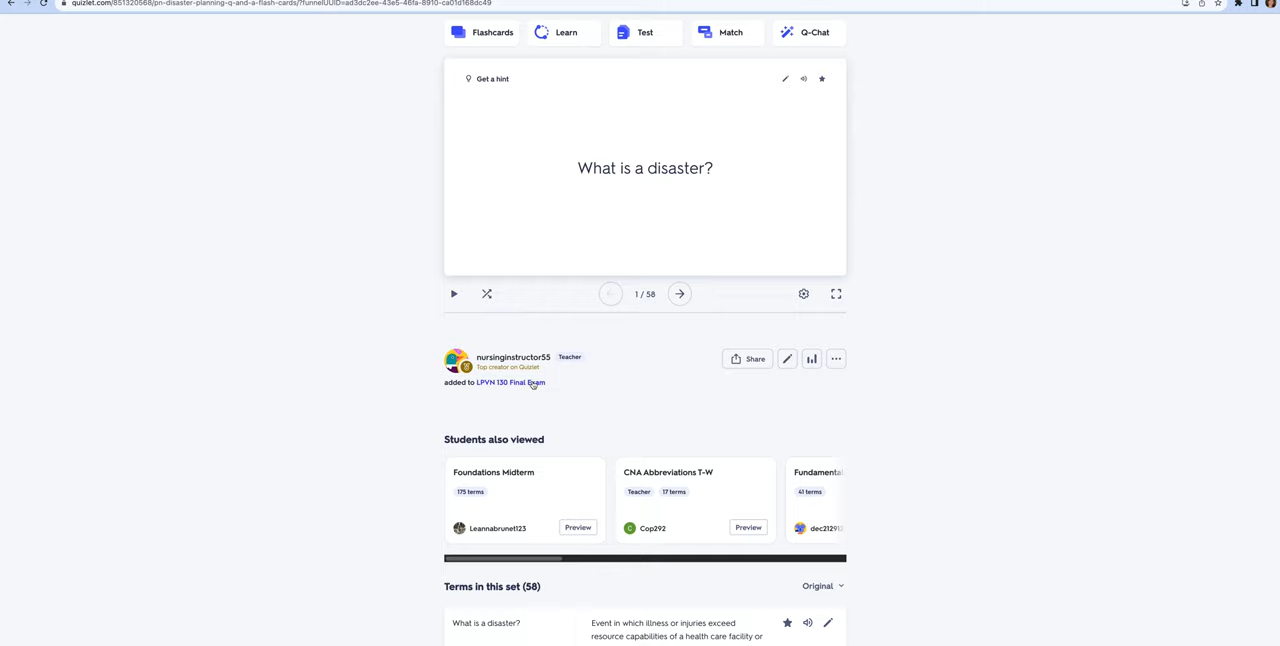 quizlet.com/851320568/pn-disaster-planning-q-and-a-flash-cards/?funnelUUID=ad3dc2ee-43e5-46fa-8910-ca01d168dc49
Flashcards Learn Test Match Q-Chat
Get a hint
What is a disaster?
1 / 58
nursinginstructor55 Teacher
Top creator on Quizlet
Share
added to LPVN 130 Final Exam
Students also viewed
Foundations Midterm CNA Abbreviations T-W Fundamental
175 terms Teacher 17 terms 41 terms
Leannabrunet123 Preview C Cop292 Preview dec21291
Terms in this set (58) Original
What is a disaster? Event in which illness or injuries exceed
resource capabilities of a health care facility or